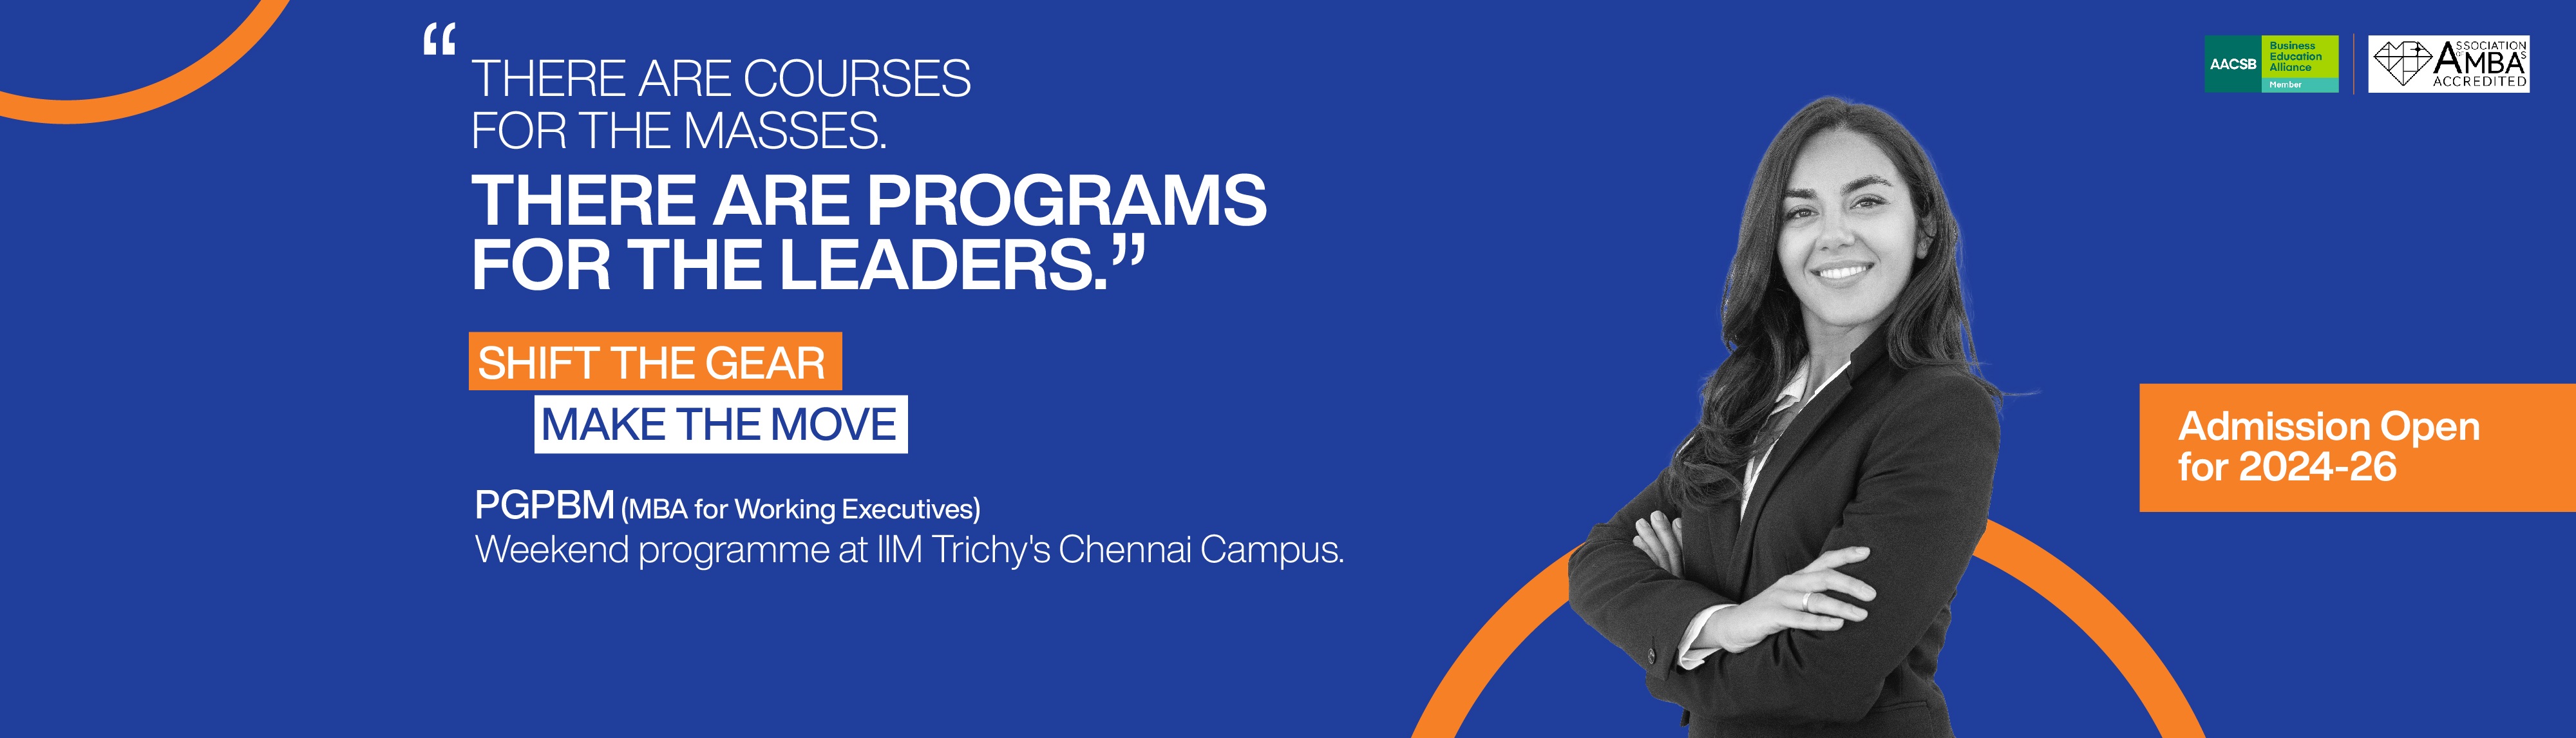 “THERE ARE COURSES
FOR THE MASSES.
THERE ARE PROGRAMS
FOR THE LEADERS.”
SHIFT THE GEAR
MAKE THE MOVE
PGPBM (MBA for Working Executives)
Weekend programme at IIM Trichy's Chennai Campus.
AACSB
Business
Education
Alliance
Member
ASSOCIATION
OF
AMBAS
ACCREDITED
Admission Open
for 2024-26